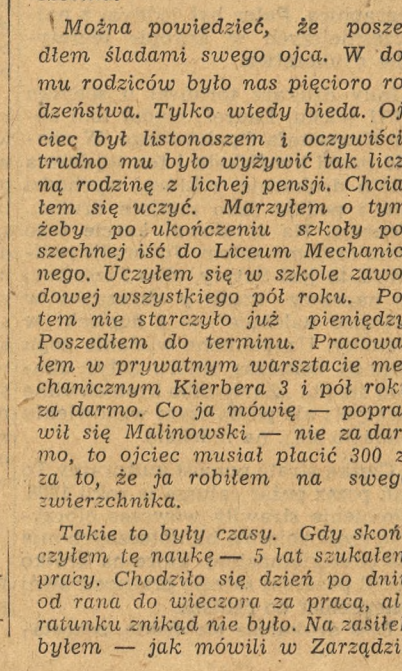 Można powiedzieć, że posze
dłem śladami swego ojca. W do
mu rodziców było nas pięcioro ro
dzeństwa. Tylko wtedy bieda. Oj
ciec był listonoszem i oczywiści
trudno mu było wyżywić tak licz
ną rodzinę z lichej pensji. Chcia
łem się uczyć. Marzyłem o tym
żeby po ukończeniu szkoły po
szechnej iść do Liceum Mechanic
nego. Uczyłem się w szkole zawo
dowej wszystkiego pół roku. Po
tem nie starczyło już pieniędzy
Poszedłem do terminu. Pracowa
łem w prywatnym warsztacie me
chanicznym Kierbera 3 i pół rok
za darmo. Co ja mówię — popra
wił się Malinowski — nie za dar
mo, to ojciec musiał płacić 300 z
za to, że ja robiłem na sweg
zwierzchnika.
Takie to były czasy. Gdy skoń
czyłem tę naukę — 5 lat szukałem
pracy. Chodziło się dzień po dni
od rana do wieczora za pracą, al
ratunku znikąd nie było. Na zasiłe
byłem — jak mówili w Zarządzi